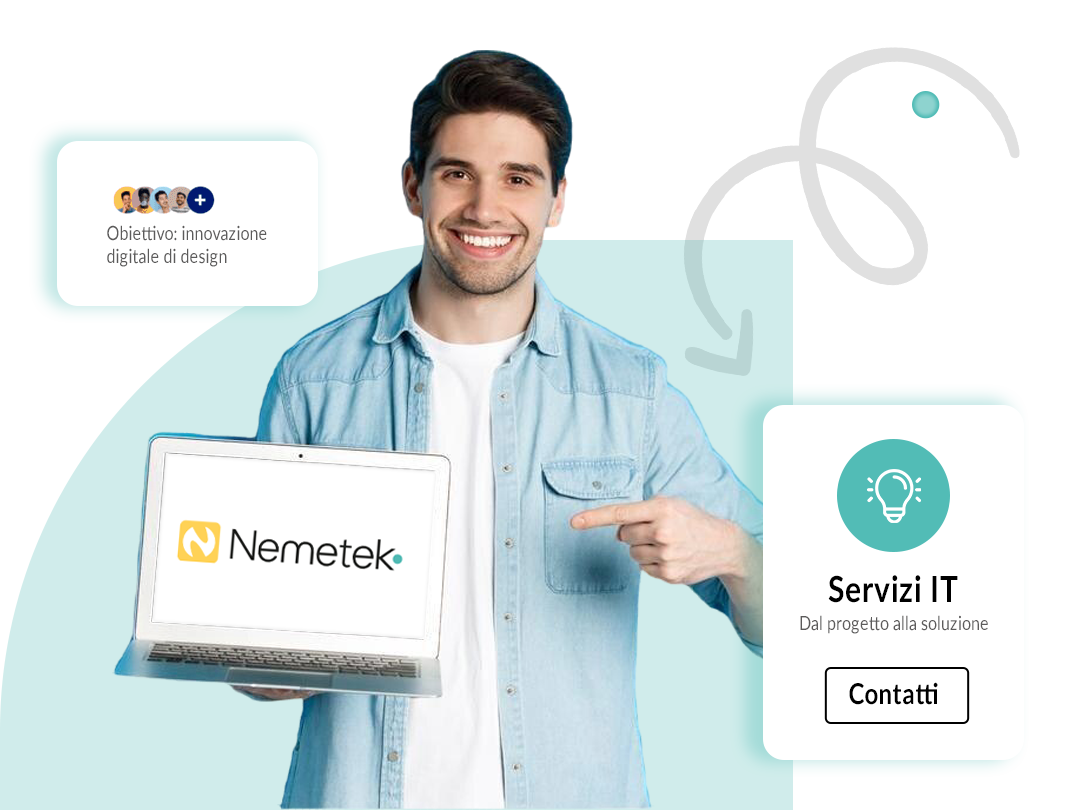 Obiettivo: innovazione
digitale di design
Nemetek
Servizi IT
Dal progetto alla soluzione
Contatti